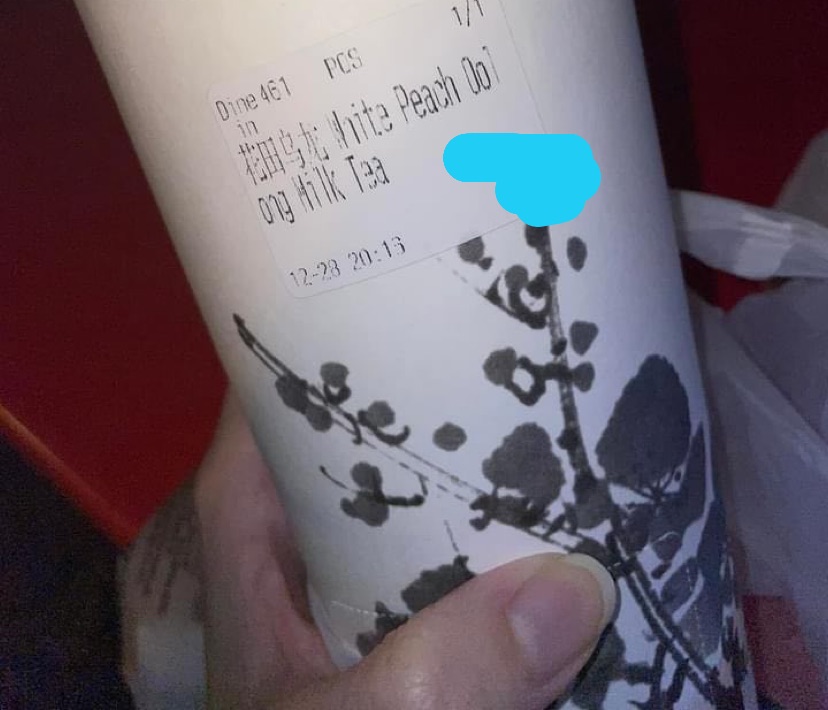 Dine 461 PCS 1/1
in
花田乌龙 White Peach Ool
ong Milk Tea
12-28 20:16